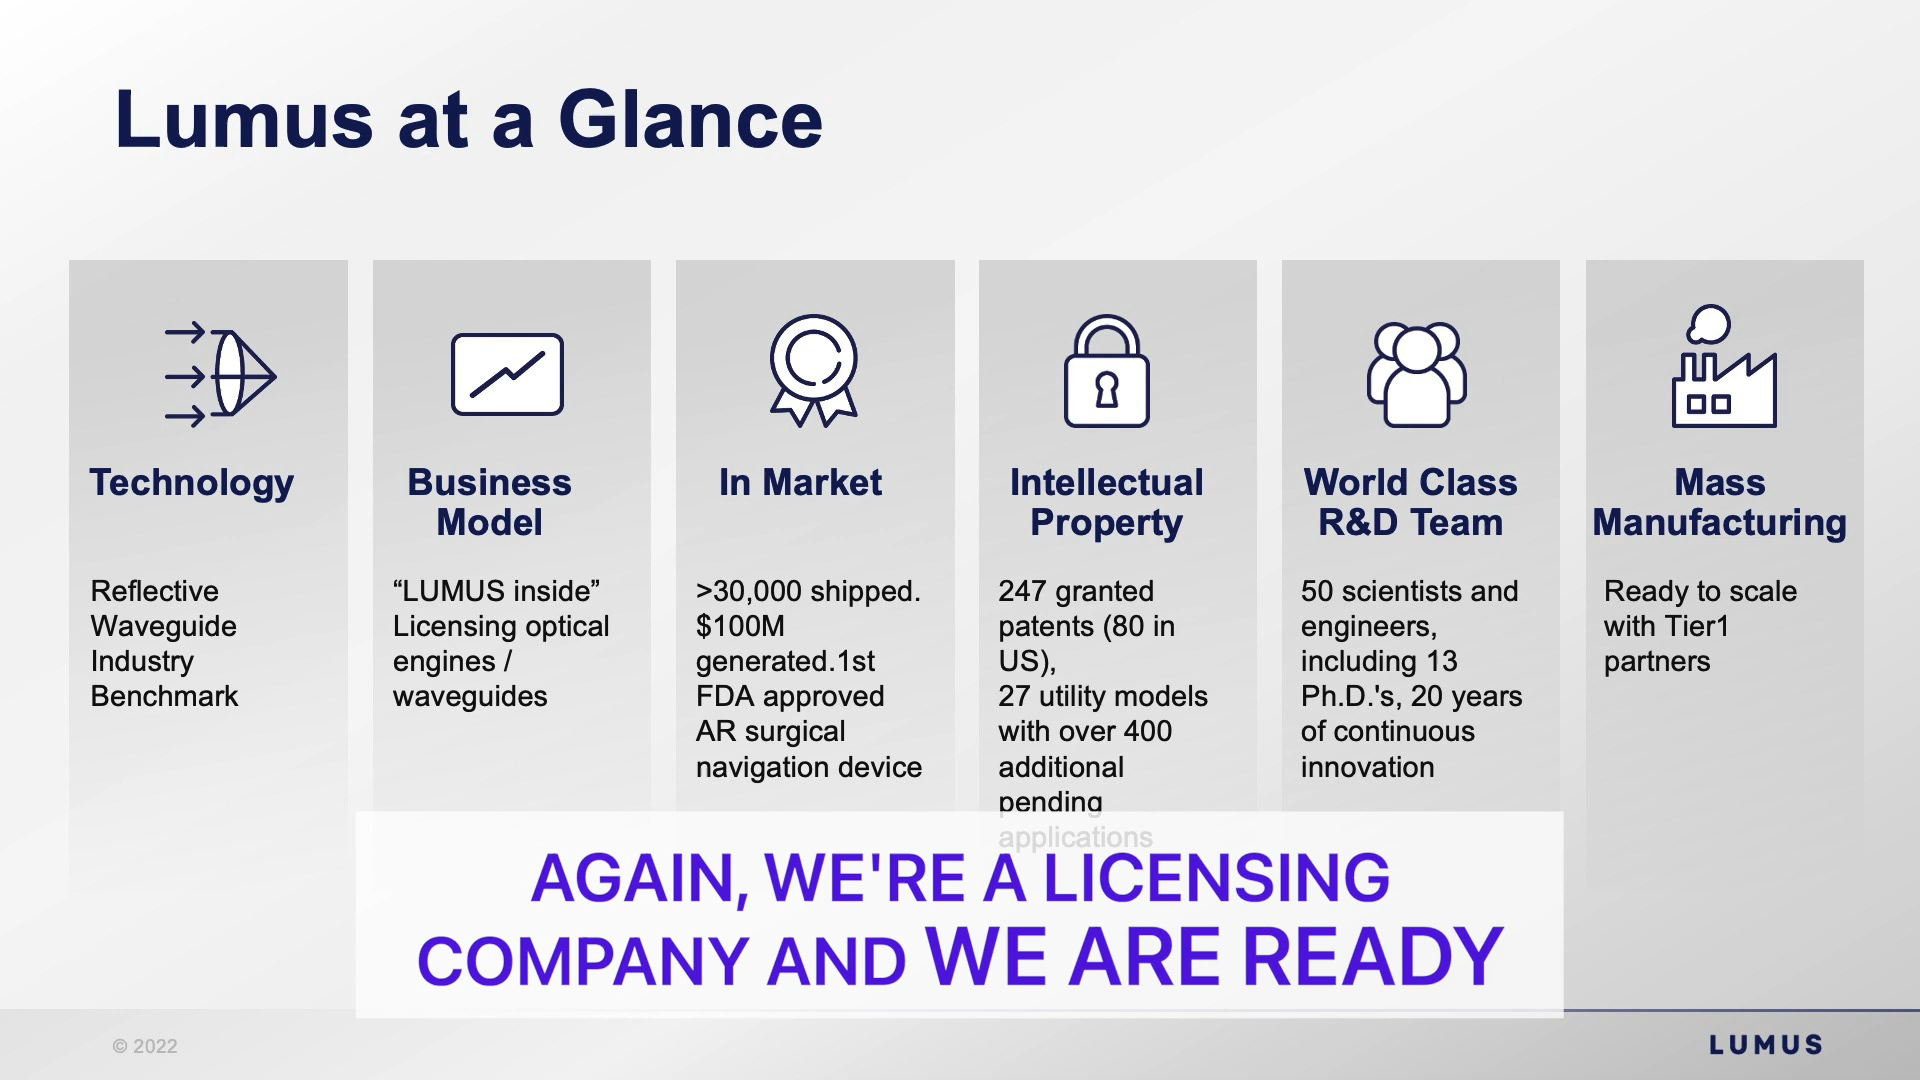 Lumus at a Glance
Technology
Reflective
Waveguide
Industry
Benchmark
Business
Model
“LUMUS inside”
Licensing optical
engines /
waveguides
In Market
>30,000 shipped.
$100M
generated.1st
FDA approved
AR surgical
navigation device
Intellectual
Property
247 granted
patents (80 in
US),
27 utility models
with over 400
additional
pending
applications
World Class
R&D Team
50 scientists and
engineers,
including 13
Ph.D.'s, 20 years
of continuous
innovation
Mass
Manufacturing
Ready to scale
with Tier1
partners
AGAIN, WE'RE A LICENSING
COMPANY AND WE ARE READY
© 2022
LUMUS